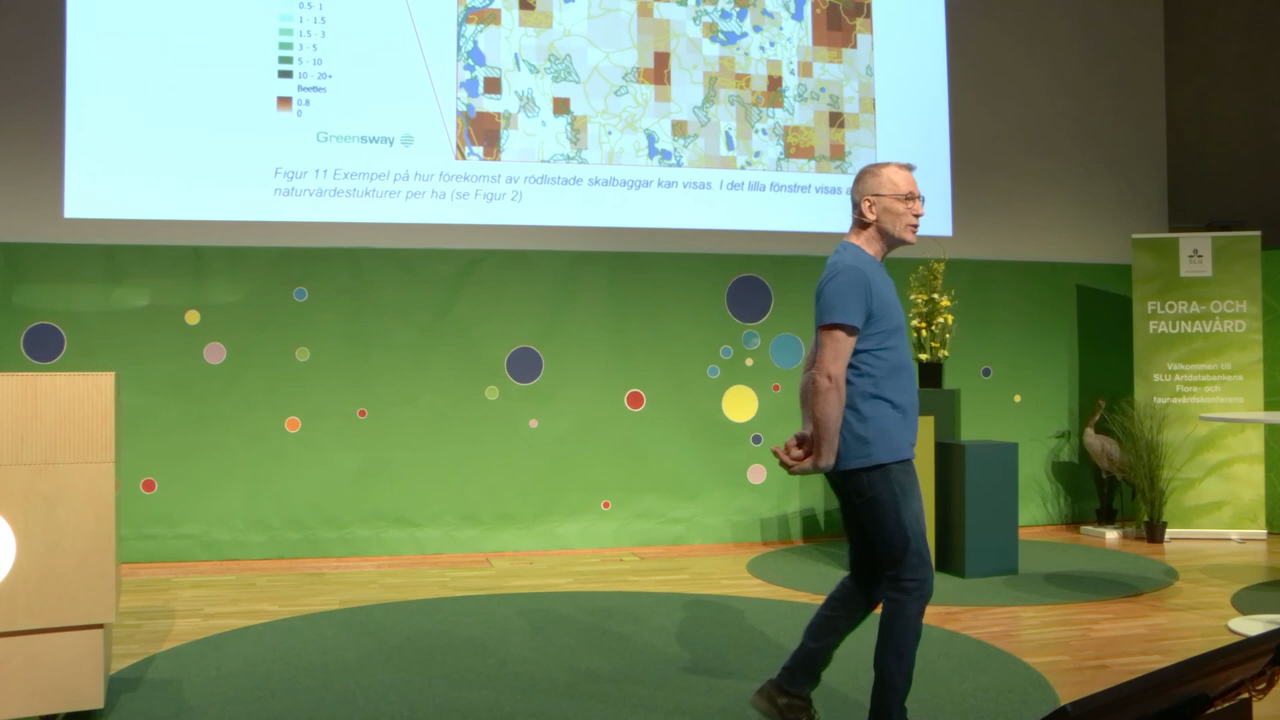 0.5- 1
1 - 1.5
1.5 - 3
3 - 5
5 - 10
10 - 20+
Beetles
0.8
0
Greensway
Figur 11 Exempel på hur förekomst av rödlistade skalbaggar kan visas. I det lilla fönstret visas
naturvärdestukturer per ha (se Figur 2)
SLU
FLORA- OCH
FAUNAVÅRD
Välkommen till
SLU Artdatabankens
Flora- och
faunavårdskonferens